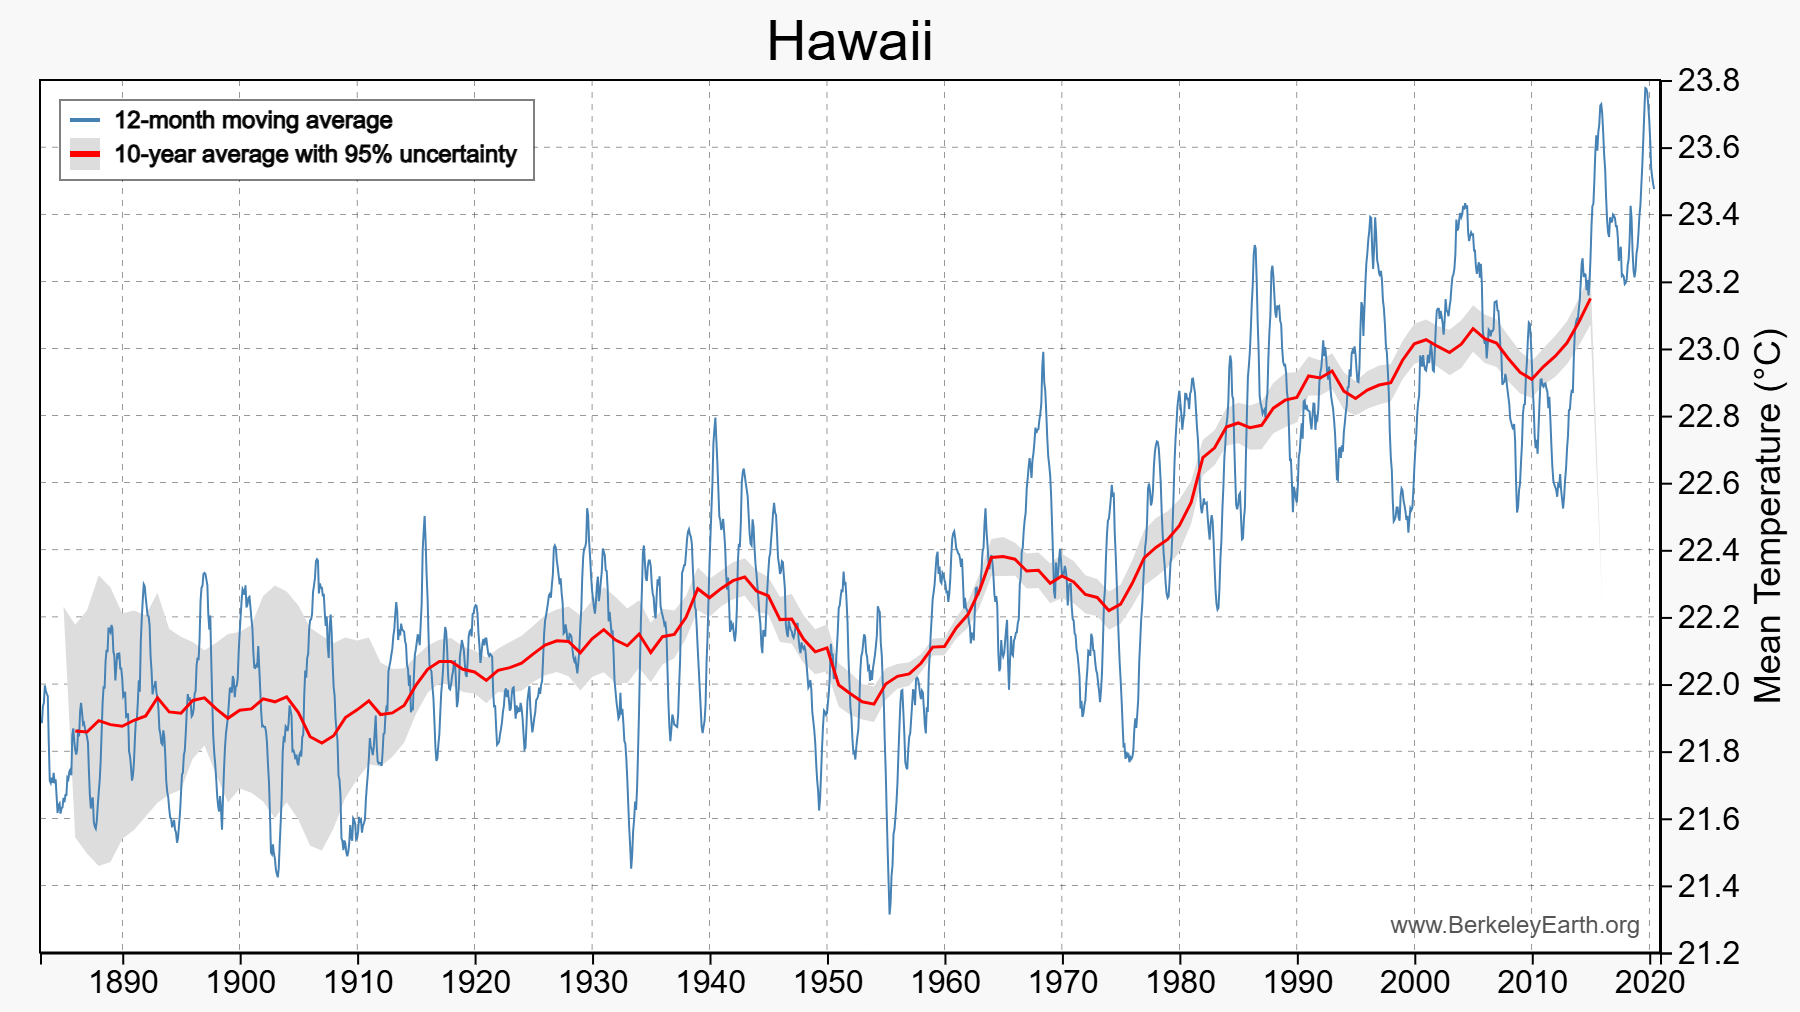 Hawaii
12-month moving average
10-year average with 95% uncertainty
23.8
23.6
23.4
23.2
23.0
22.8
22.6
22.4
22.2
22.0
21.8
21.6
21.4
21.2
Mean Temperature (°C)
www.BerkeleyEarth.org
1890 1900 1910 1920 1930 1940 1950 1960 1970 1980 1990 2000 2010 2020